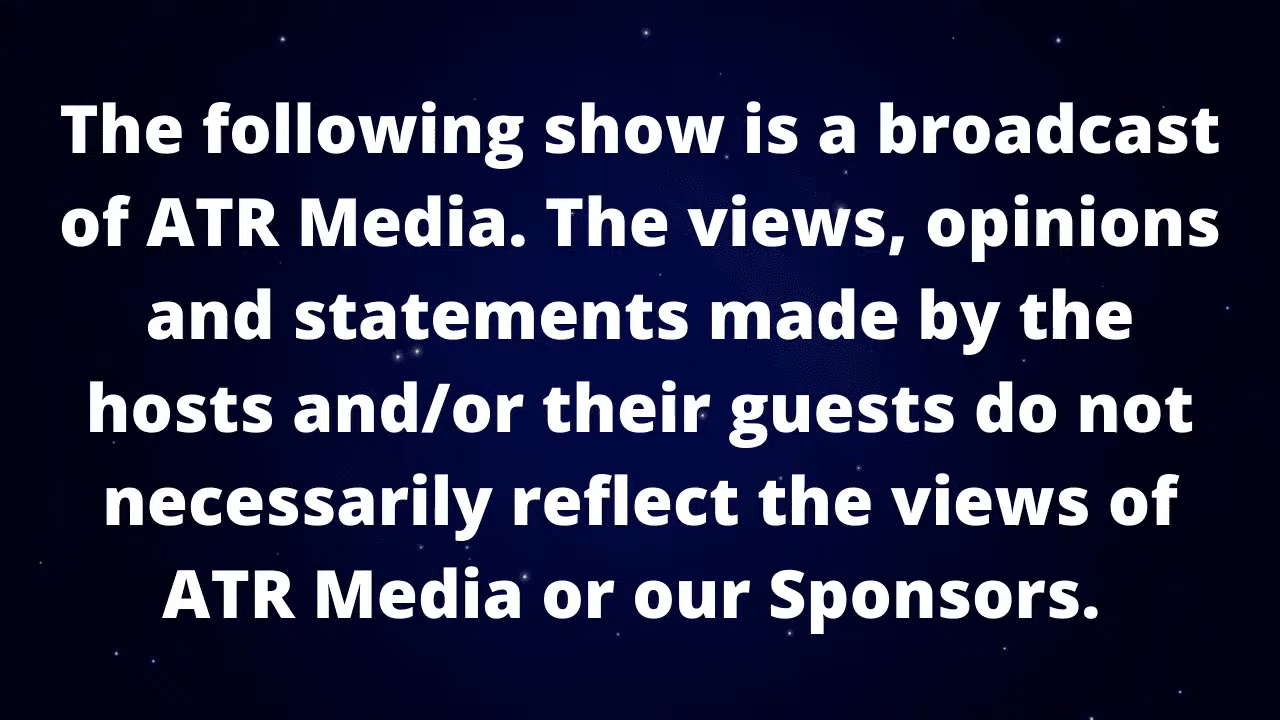 The following show is a broadcast
of ATR Media. The views, opinions
and statements made by the
hosts and/or their guests do not
necessarily reflect the views of
ATR Media or our Sponsors.